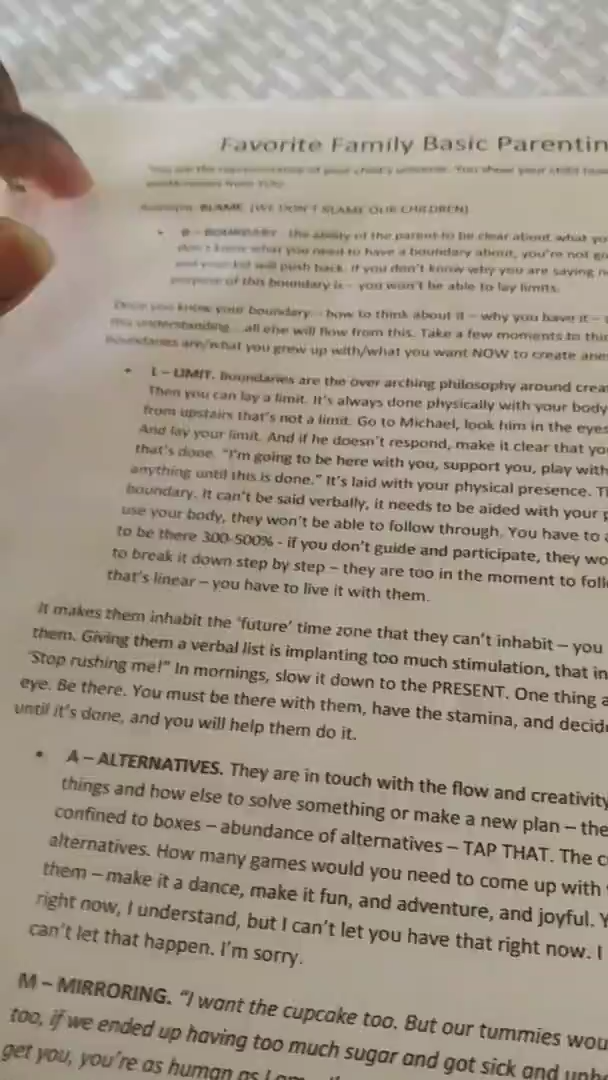 Favorite Family Basic Parentin
You are the representative of your child's universe. You show your child how
BLAME (WE DON'T BLAME OUR CHILDREN)
B – BOUNDARY the ability of the parent to be clear about what yo
don't know what you need to have a boundary about, you're not
and your kid will push back. If you don't know why you are saying
purpose of this boundary is – you won't be able to lay limits.
Once you know your boundary – how to think about it – why you have it –
this understanding all else will flow from this. Take a few moments to
boundaries are/what you grew up with/what you want NOW to create
• L – LIMIT. Boundaries are the over arching philosophy around
Then you can lay a limit. It's always done physically with your body
from upstairs that's not a limit. Go to Michael, look him in the eyes
And lay your limit. And if he doesn't respond, make it clear that yo
that's done. "I'm going to be here with you, support you, play with
anything until this is done." It's laid with your physical presence. T
boundary. It can't be said verbally, it needs to be aided with your p
use your body, they won't be able to follow through. You have to
to be there 300-500% - if you don't guide and participate, they wo
to break it down step by step – they are too in the moment to foll
that's linear – you have to live it with them.
It makes them inhabit the 'future' time zone that they can't inhabit – you
them. Giving them a verbal list is implanting too much stimulation, that in
'Stop rushing me!" In mornings, slow it down to the PRESENT. One thing a
eye. Be there. You must be there with them, have the stamina, and decid
until it's done, and you will help them do it.
• A – ALTERNATIVES. They are in touch with the flow and creativity
things and how else to solve something or make a new plan – the
confined to boxes – abundance of alternatives – TAP THAT. The c
alternatives. How many games would you need to come up with
them – make it a dance, make it fun, and adventure, and joyful. Y
right now, I understand, but I can't let you have that right now. I
can't let that happen. I'm sorry.
M – MIRRORING. "I want the cupcake too. But our tummies wou
too, if we ended up having too much sugar and got sick and
get you, you're as human as I am